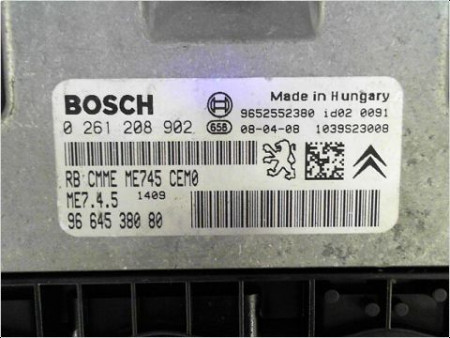 BOSCH
Made in Hungary
9652552380 1d02 0091
0 261 208 902
658 08-04-08 1039S23008
RB CMME ME745 CEM0
ME7.4.5 1409
96 645 380 80